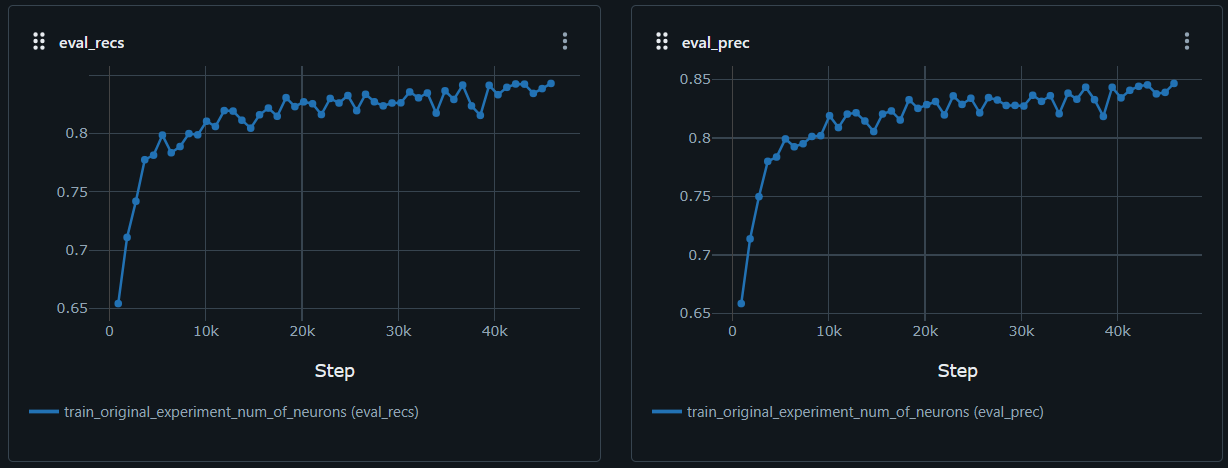 eval_recs
0.8
0.75
0.7
0.65
0 10k 20k 30k 40k
Step
train_original_experiment_num_of_neurons (eval_recs)
eval_prec
0.85
0.8
0.75
0.7
0.65
0 10k 20k 30k 40k
Step
train_original_experiment_num_of_neurons (eval_prec)